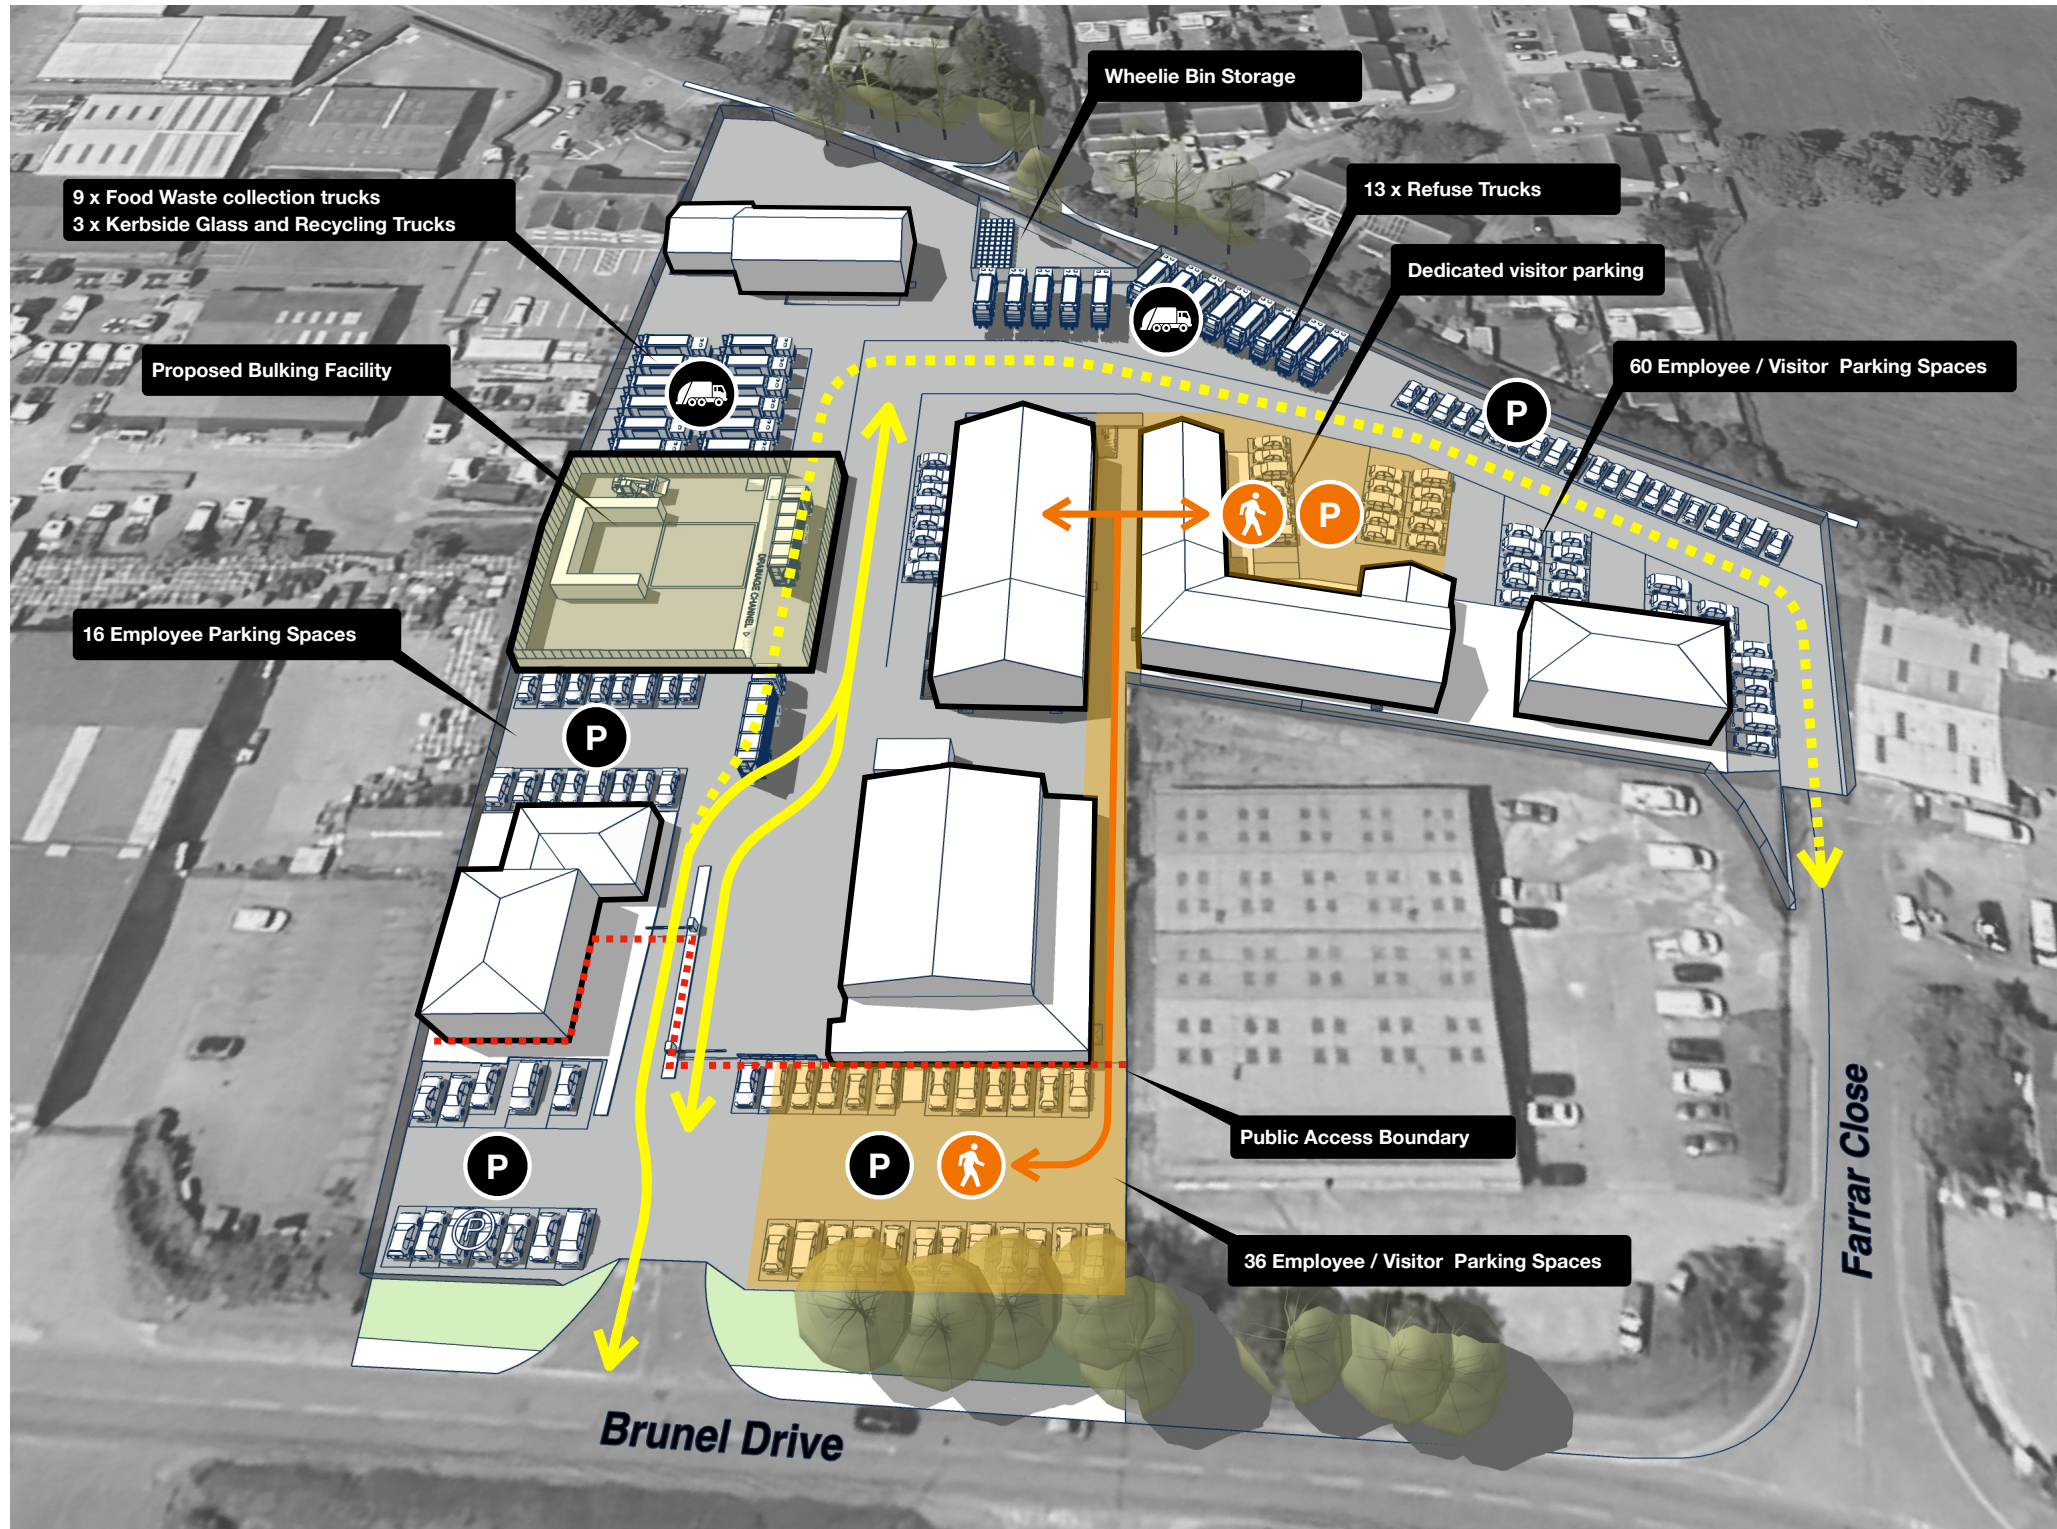 Wheelie Bin Storage
9 x Food Waste collection trucks
3 x Kerbside Glass and Recycling Trucks
13 x Refuse Trucks
Dedicated visitor parking
Proposed Bulking Facility
60 Employee / Visitor Parking Spaces
P
P
DRAINAGE CHANNEL
16 Employee Parking Spaces
P
Public Access Boundary
P
P
P
36 Employee / Visitor Parking Spaces
Farrar Close
Brunel Drive